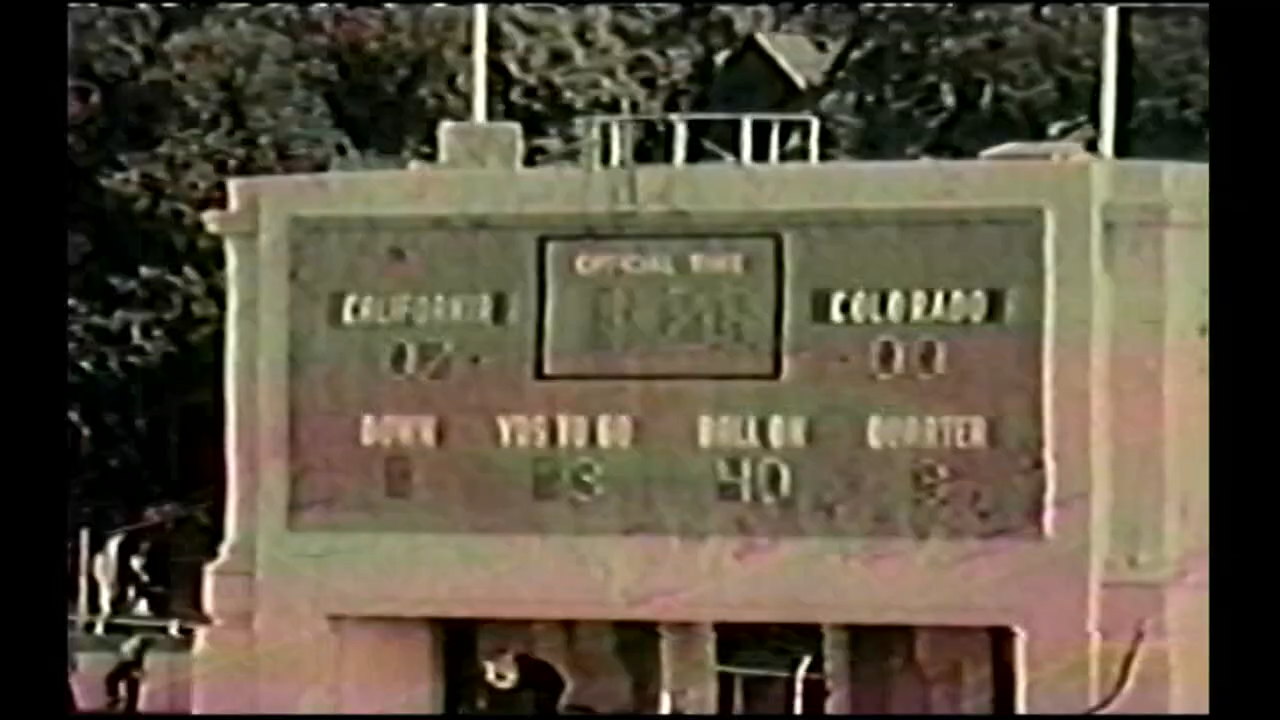 OFFICIAL TIME
CALIFORNIA COLORADO
07 00
DOWN YDS TO GO BALL ON QUARTER
40